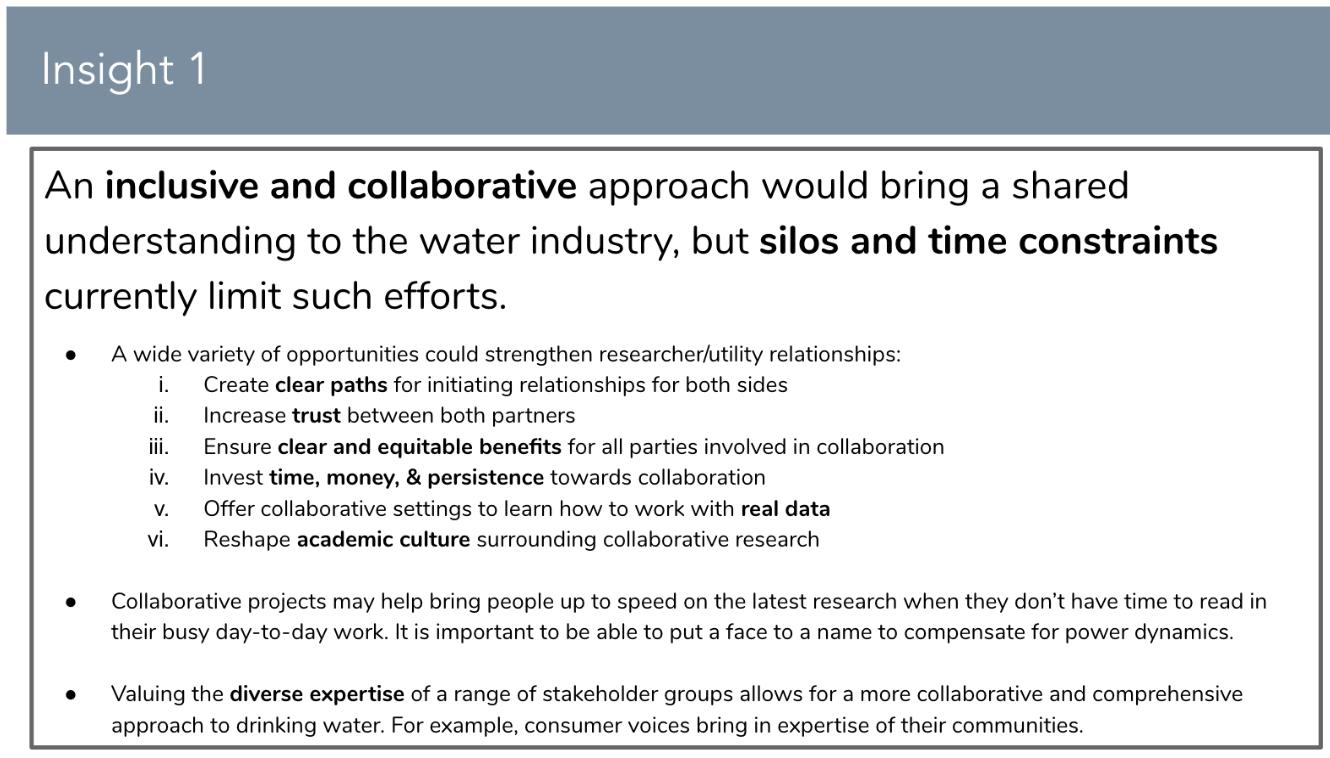 Insight 1
An inclusive and collaborative approach would bring a shared
understanding to the water industry, but silos and time constraints
currently limit such efforts.
● A wide variety of opportunities could strengthen researcher/utility relationships:
i. Create clear paths for initiating relationships for both sides
ii. Increase trust between both partners
iii. Ensure clear and equitable benefits for all parties involved in collaboration
iv. Invest time, money, & persistence towards collaboration
v. Offer collaborative settings to learn how to work with real data
vi. Reshape academic culture surrounding collaborative research
● Collaborative projects may help bring people up to speed on the latest research when they don’t have time to read in
their busy day-to-day work. It is important to be able to put a face to a name to compensate for power dynamics.
● Valuing the diverse expertise of a range of stakeholder groups allows for a more collaborative and comprehensive
approach to drinking water. For example, consumer voices bring in expertise of their communities.